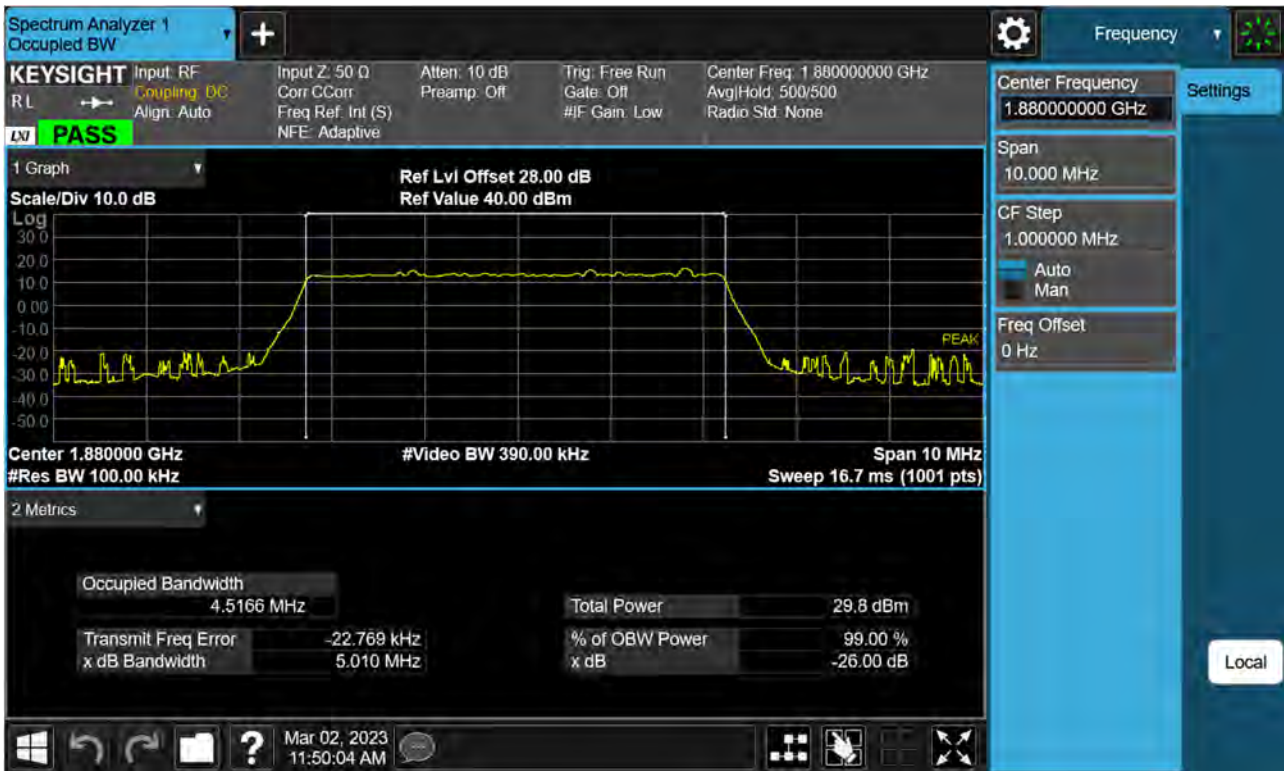 Spectrum Analyzer 1
Occupied BW
+
Frequency
KEYSIGHT
R L
LXI
PASS
Input: RF
Coupling: DC
Align: Auto
Input Z: 50 Ω
Corr CCorr
Freq Ref: Int (S)
NFE: Adaptive
Atten: 10 dB
Preamp: Off
Trig: Free Run
Gate: Off
#IF Gain: Low
Center Freq: 1.880000000 GHz
Avg|Hold: 500/500
Radio Std: None
Center Frequency
1.880000000 GHz
Settings
Span
10.000 MHz
CF Step
1.000000 MHz
Auto
Man
Freq Offset
0 Hz
1 Graph
Scale/Div 10.0 dB
Ref Lvl Offset 28.00 dB
Ref Value 40.00 dBm
Log
30.0
20.0
10.0
0.00
-10.0
-20.0
-30.0
-40.0
-50.0
PEAK
Center 1.880000 GHz
#Video BW 390.00 kHz
Span 10 MHz
#Res BW 100.00 kHz
Sweep 16.7 ms (1001 pts)
2 Metrics
Occupied Bandwidth
4.5166 MHz
Total Power 29.8 dBm
Transmit Freq Error -22.769 kHz
% of OBW Power 99.00 %
x dB Bandwidth 5.010 MHz
x dB -26.00 dB
Local
?
Mar 02, 2023
11:50:04 AM